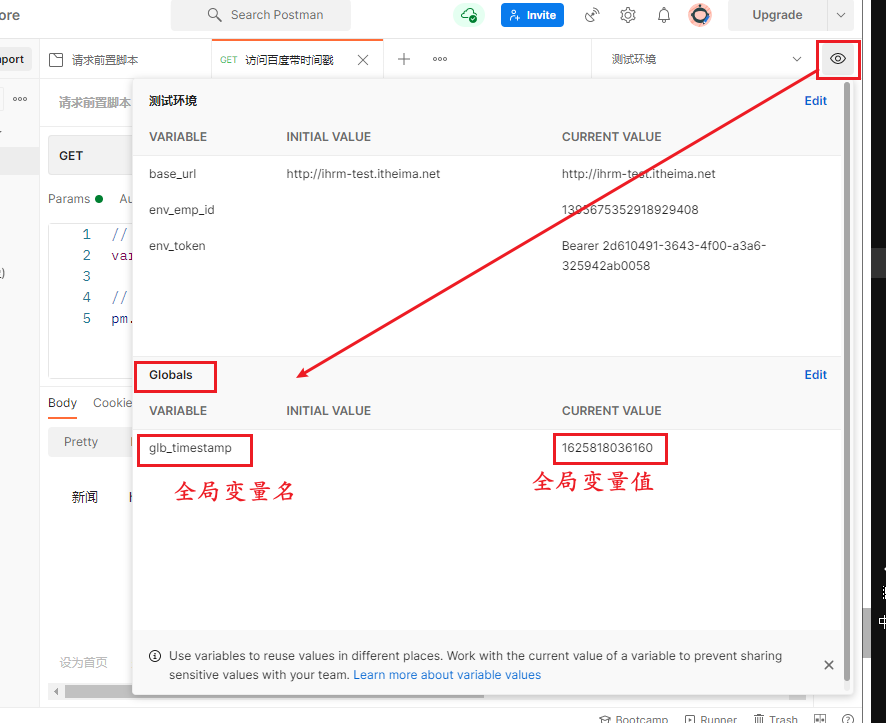 ore
Search Postman
Invite
Upgrade
port
请求前置脚本
GET 访问百度带时间戳
测试环境
请求前置脚本
测试环境
Edit
VARIABLE INITIAL VALUE CURRENT VALUE
GET
base_url http://ihrm-test.itheima.net http://ihrm-test.itheima.net
Params Au
env_emp_id 1395675352918929408
1 //
env_token Bearer 2d610491-3643-4f00-a3a6-
2 var
325942ab0058
3
4 //
5 pm.
Globals
Edit
Body Cookie
VARIABLE INITIAL VALUE CURRENT VALUE
Pretty
glb_timestamp 1625818036160
全局变量名
全局变量值
新闻 h
设为首页
Use variables to reuse values in different places. Work with the current value of a variable to prevent sharing
sensitive values with your team. Learn more about variable values
Bootcamp Runner Trash